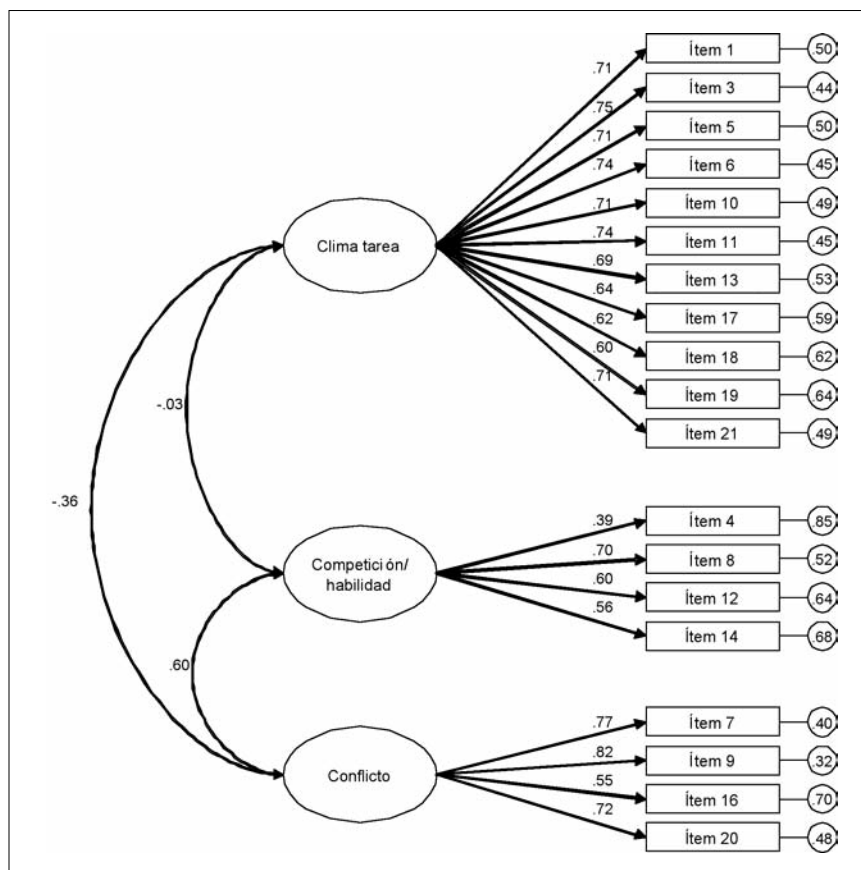 .71
Ítem 1
.50
.75
Ítem 3
.44
.71
Ítem 5
.50
.74
Ítem 6
.45
.71
Ítem 10
.49
.74
Ítem 11
.45
.69
Ítem 13
.53
.64
Ítem 17
.59
.62
Ítem 18
.62
.60
Ítem 19
.64
.71
Ítem 21
.49
Clima tarea
-.03
-.36
.39
Ítem 4
.85
.70
Ítem 8
.52
.60
Ítem 12
.64
.56
Ítem 14
.68
Competición/
habilidad
.60
.77
Ítem 7
.40
.82
Ítem 9
.32
.55
Ítem 16
.70
.72
Ítem 20
.48
Conflicto